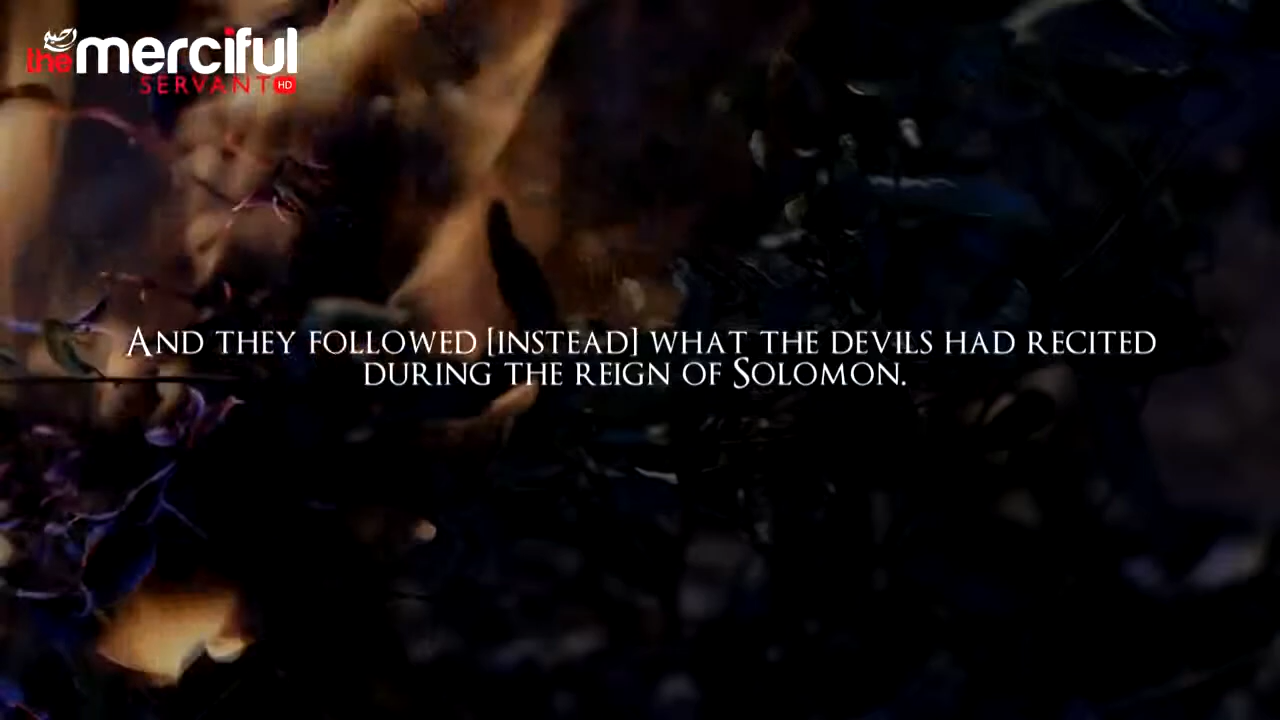 the merciful
SERVANT HD
AND THEY FOLLOWED [INSTEAD] WHAT THE DEVILS HAD RECITED
DURING THE REIGN OF SOLOMON.